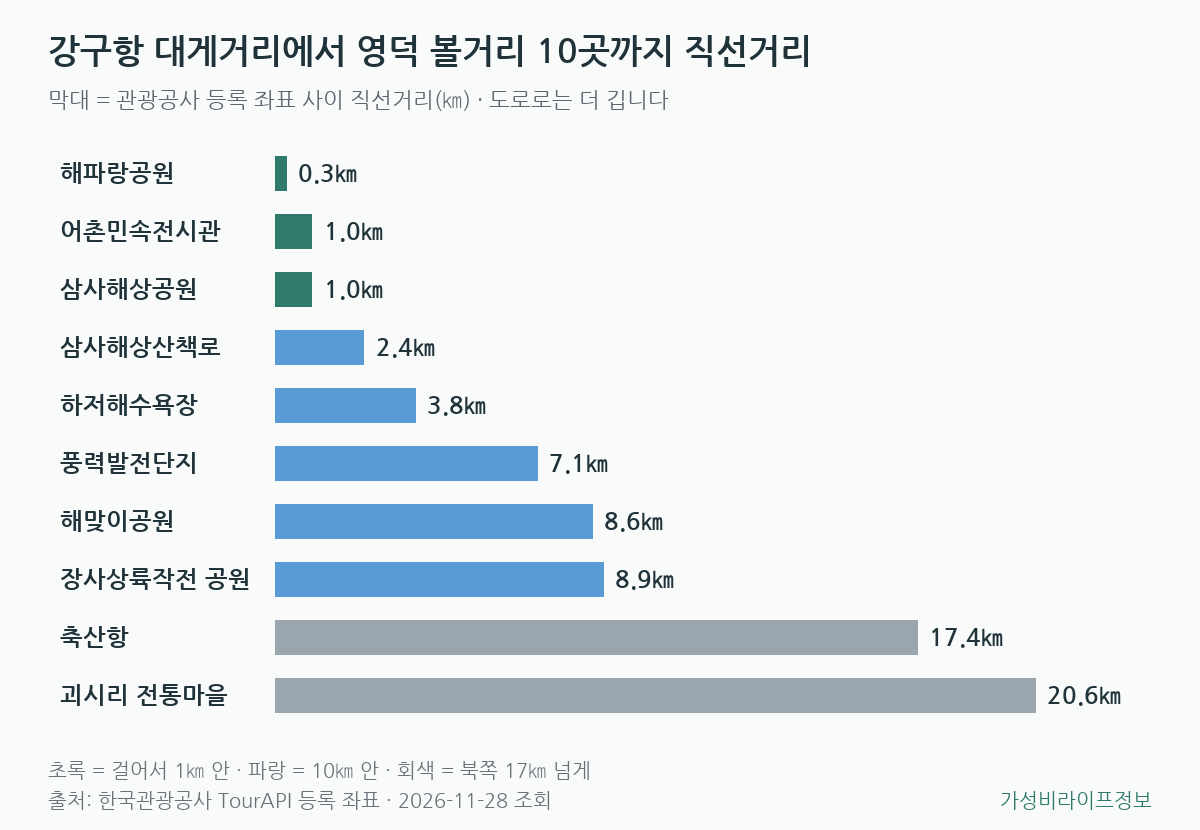 강구항 대게거리에서 영덕 볼거리 10곳까지 직선거리
막대 = 관광공사 등록 좌표 사이 직선거리(㎞) · 도로로는 더 깁니다
해파랑공원 0.3㎞
어촌민속전시관 1.0㎞
삼사해상공원 1.0㎞
삼사해상산책로 2.4㎞
하저해수욕장 3.8㎞
풍력발전단지 7.1㎞
해맞이공원 8.6㎞
장사상륙작전 공원 8.9㎞
축산항 17.4㎞
괴시리 전통마을 20.6㎞
초록 = 걸어서 1㎞ 안 · 파랑 = 10㎞ 안 · 회색 = 북쪽 17㎞ 넘게
출처: 한국관광공사 TourAPI 등록 좌표 · 2026-11-28 조회
가성비라이프정보